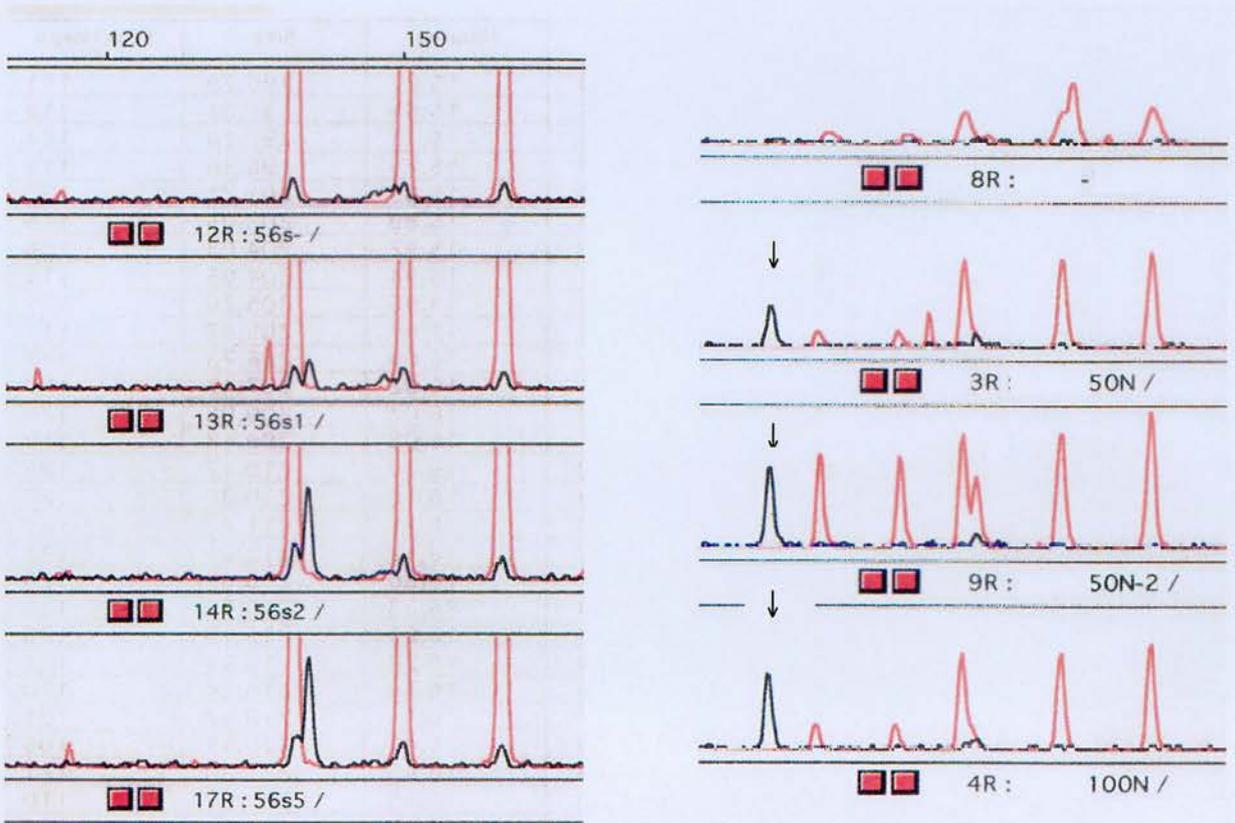 120 150
12R : 56s- /
13R : 56s1 /
14R : 56s2 /
17R : 56s5 /
8R : -
3R : 50N /
9R : 50N-2 /
4R : 100N /